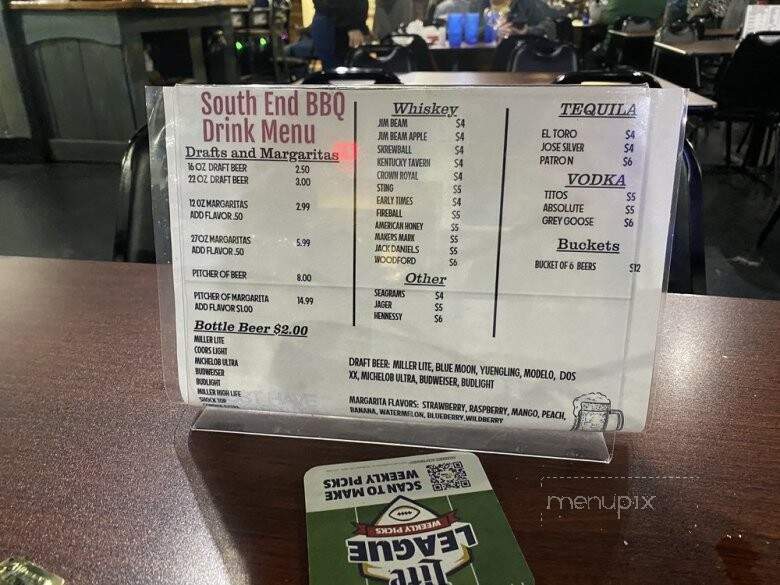 South End BBQ
Drink Menu
Drafts and Margaritas
16 OZ DRAFT BEER 2.50
22 OZ DRAFT BEER 3.00
12 OZ MARGARITAS 2.99
ADD FLAVOR .50
27OZ MARGARITAS 5.99
ADD FLAVOR .50
PITCHER OF BEER 8.00
PITCHER OF MARGARITA 14.99
ADD FLAVOR $1.00
Bottle Beer $2.00
MILLER LITE
COORS LIGHT
MICHELOB ULTRA
BUDWEISER
BUDLIGHT
MILLER HIGH LIFE
SHOCK TOP
Whiskey
JIM BEAM $4
JIM BEAM APPLE $4
SKREWBALL $4
KENTUCKY TAVERN $4
CROWN ROYAL $4
STING $5
EARLY TIMES $4
FIREBALL $5
AMERICAN HONEY $5
MAKERS MARK $5
JACK DANIELS $5
WOODFORD $6
Other
SEAGRAMS $4
JAGER $5
HENNESSY $6
TEQUILA
EL TORO $4
JOSE SILVER $4
PATRON $6
VODKA
TITOS $5
ABSOLUTE $5
GREY GOOSE $6
Buckets
BUCKET OF 6 BEERS $12
DRAFT BEER: MILLER LITE, BLUE MOON, YUENGLING, MODELO, DOS
XX, MICHELOB ULTRA, BUDWEISER, BUDLIGHT
MARGARITA FLAVORS: STRAWBERRY, RASPBERRY, MANGO, PEACH,
BANANA, WATERMELON, BLUEBERRY, WILDBERRY
SCAN TO MAKE
WEEKLY PICKS
WEEKLY PICKS
LEAGUE
Lite
menupix